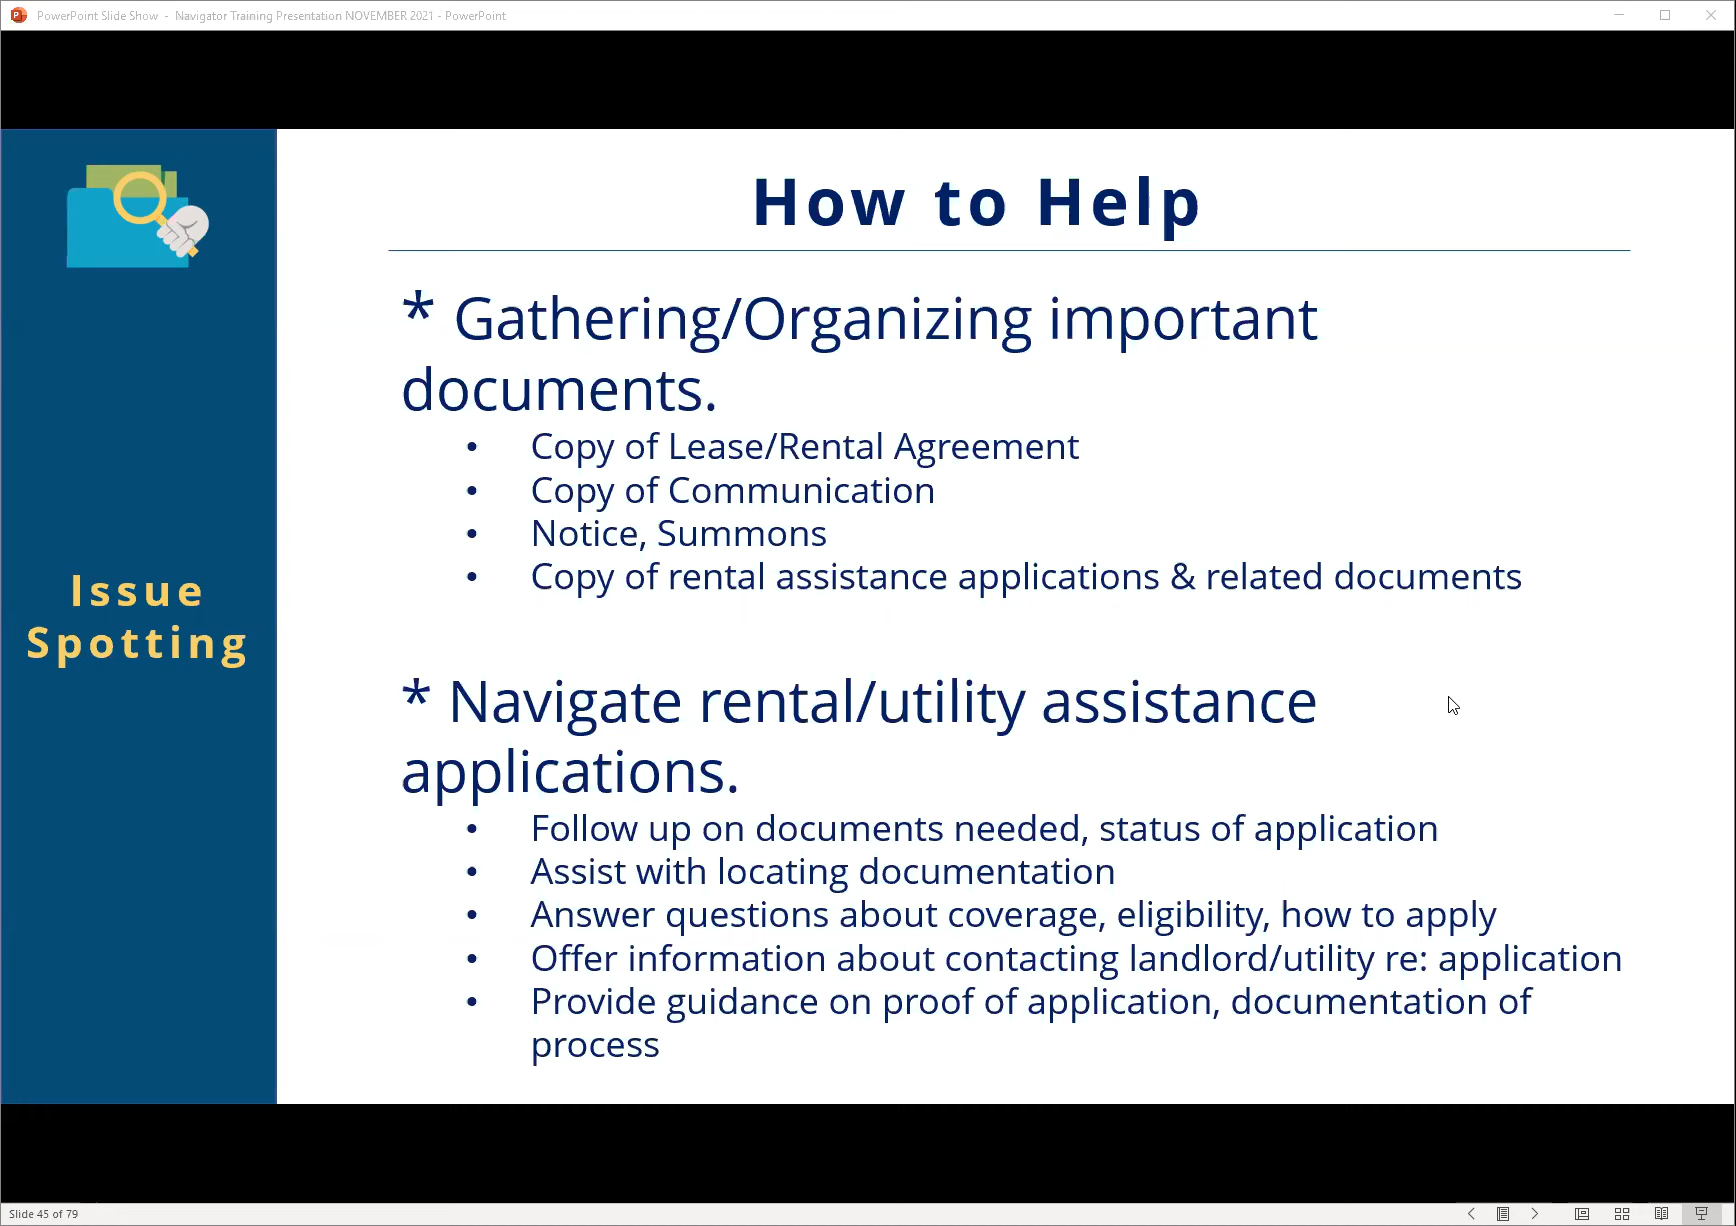 PowerPoint Slide Show - Navigator Training Presentation NOVEMBER 2021 - PowerPoint
Issue
Spotting
How to Help
* Gathering/Organizing important
documents.
• Copy of Lease/Rental Agreement
• Copy of Communication
• Notice, Summons
• Copy of rental assistance applications & related documents
* Navigate rental/utility assistance
applications.
• Follow up on documents needed, status of application
• Assist with locating documentation
• Answer questions about coverage, eligibility, how to apply
• Offer information about contacting landlord/utility re: application
• Provide guidance on proof of application, documentation of
process
Slide 45 of 79